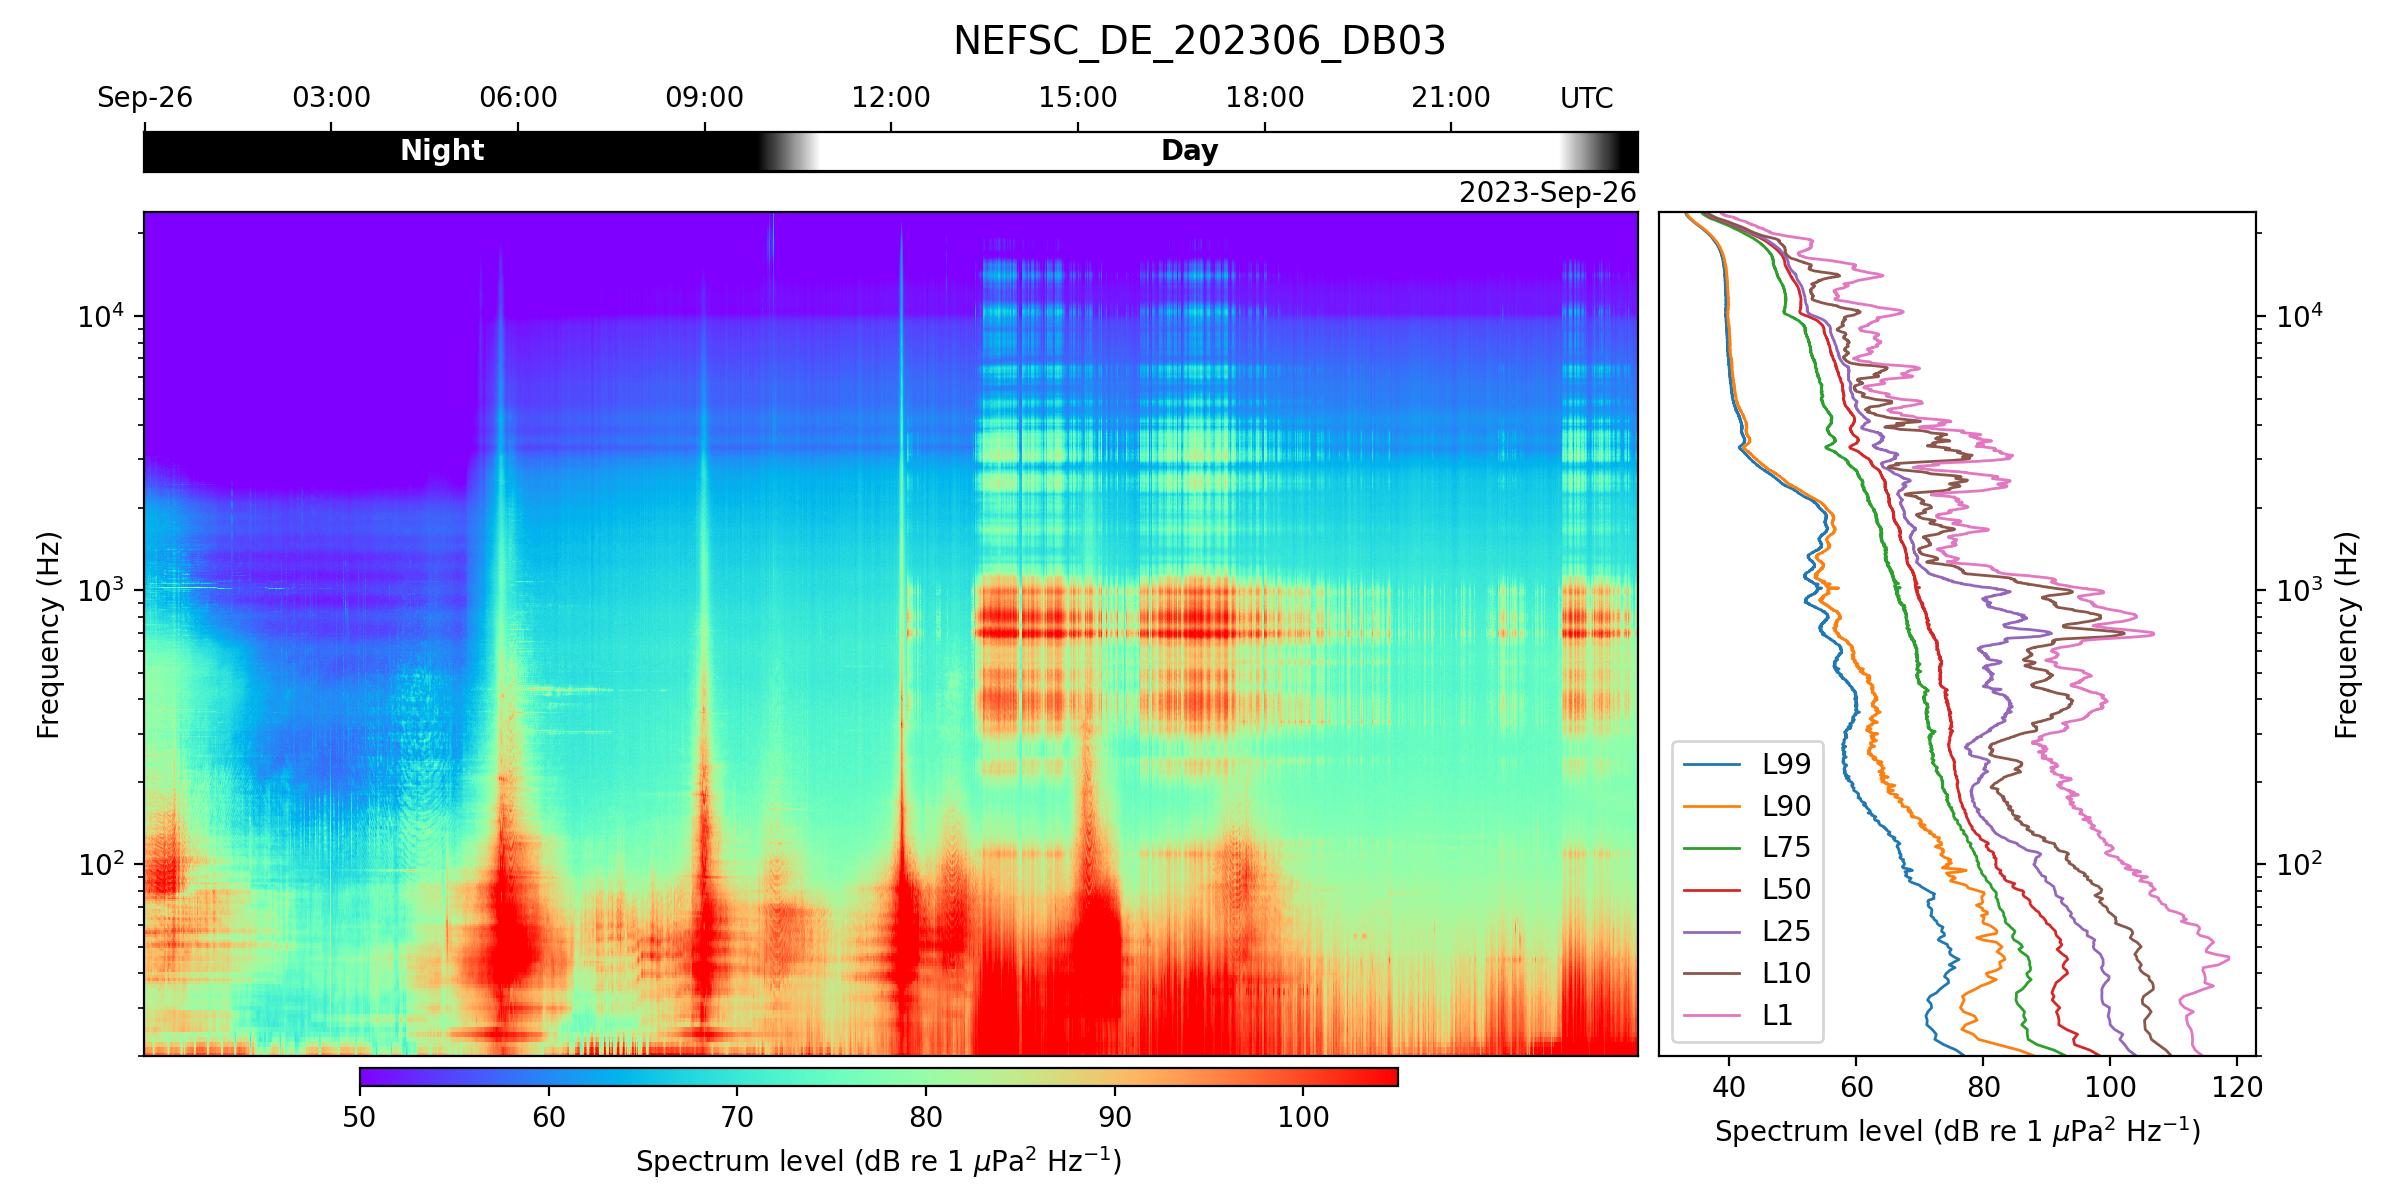 NEFSC_DE_202306_DB03
Sep-26 03:00 06:00 09:00 12:00 15:00 18:00 21:00 UTC
Night Day
2023-Sep-26
10⁴
10³
10²
Frequency (Hz)
50 60 70 80 90 100
Spectrum level (dB re 1 μPa² Hz⁻¹)
L99
L90
L75
L50
L25
L10
L1
10⁴
10³
10²
Frequency (Hz)
40 60 80 100 120
Spectrum level (dB re 1 μPa² Hz⁻¹)